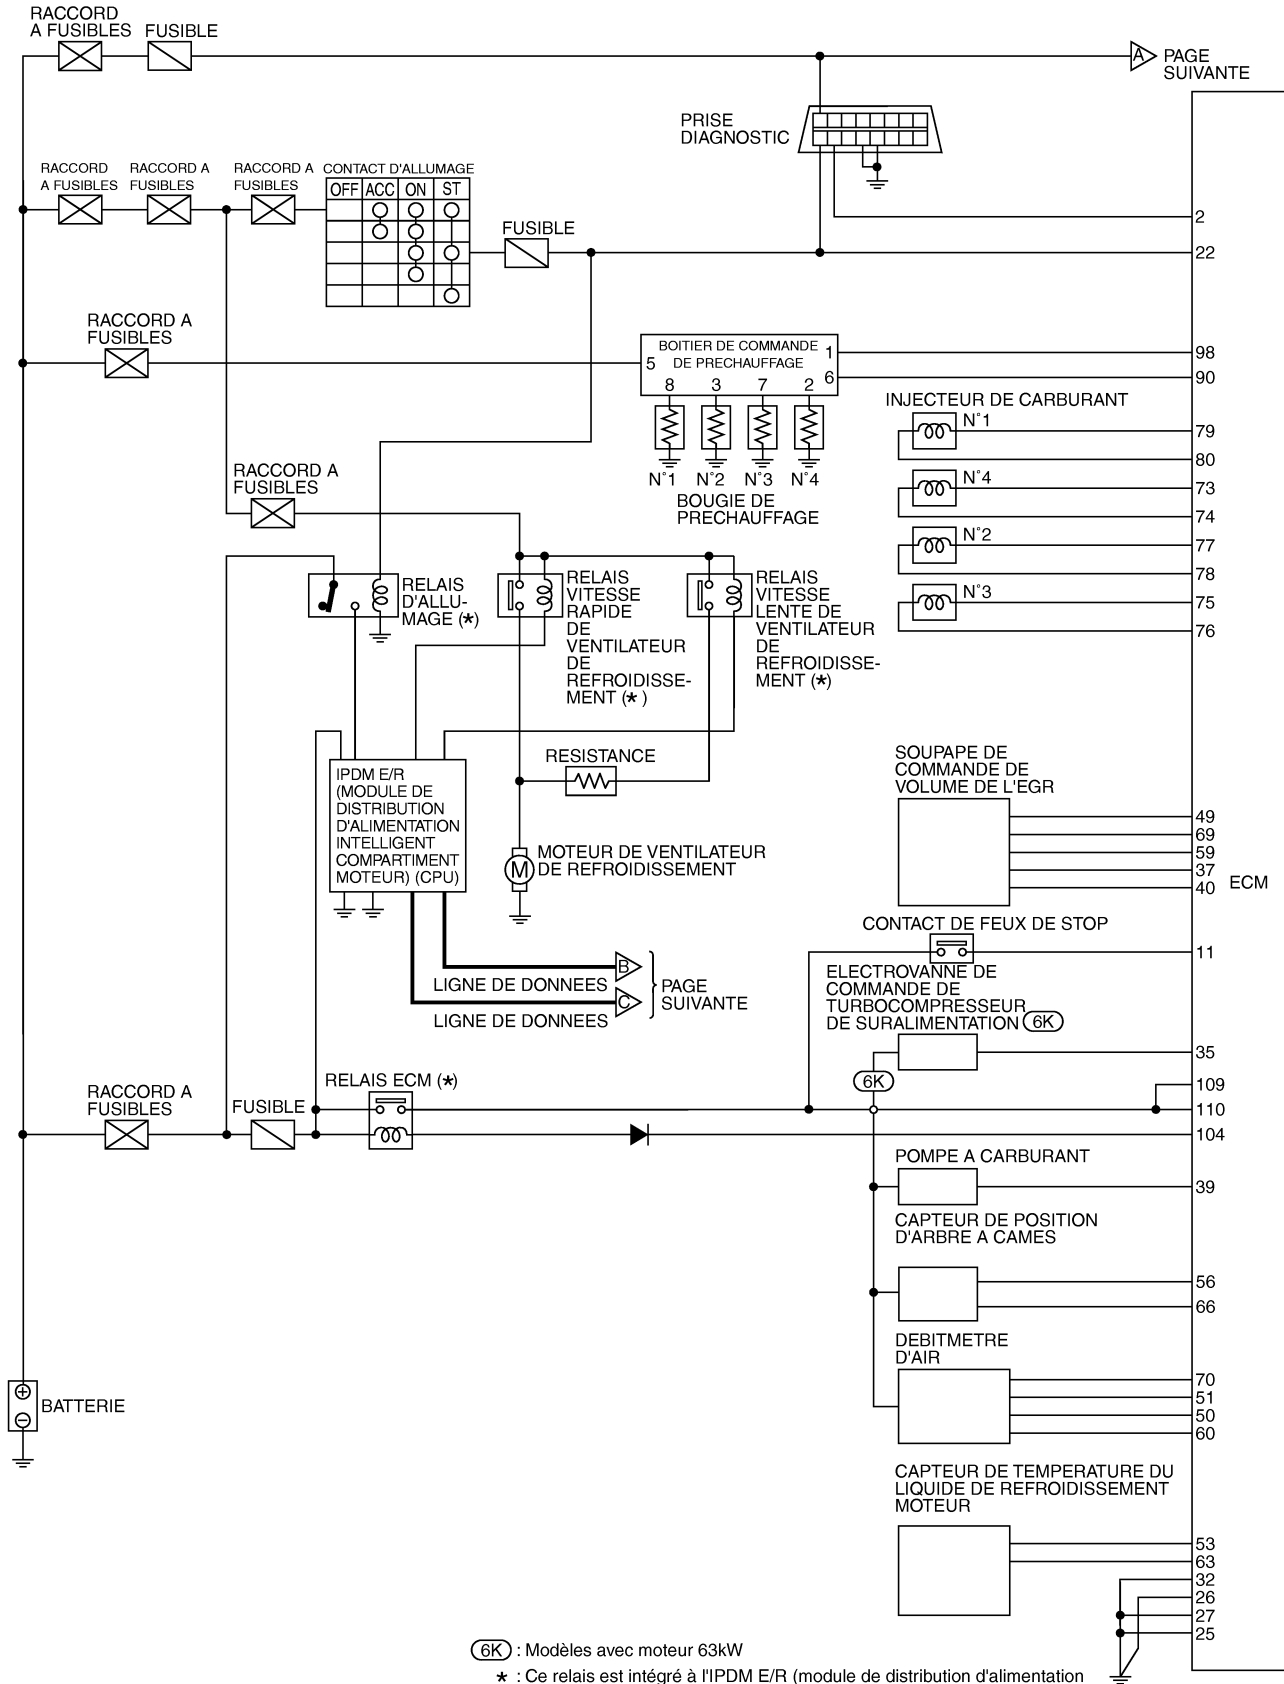 RACCORD
A FUSIBLES
FUSIBLE
A
PAGE
SUIVANTE
PRISE
DIAGNOSTIC
RACCORD
A FUSIBLES
RACCORD A
FUSIBLES
RACCORD A
FUSIBLES
CONTACT D'ALLUMAGE
OFF ACC ON ST
FUSIBLE
2
22
RACCORD A
FUSIBLES
BOITIER DE COMMANDE
DE PRECHAUFFAGE
5
1
6
8 3 7 2
98
90
N°1 N°2 N°3 N°4
BOUGIE DE
PRECHAUFFAGE
INJECTEUR DE CARBURANT
N°1
79
80
N°4
73
74
N°2
77
78
N°3
75
76
RACCORD A
FUSIBLES
RELAIS
D'ALLU-
MAGE (*)
RELAIS
VITESSE
RAPIDE
DE
VENTILATEUR
DE
REFROIDISSE-
MENT (* )
RELAIS
VITESSE
LENTE DE
VENTILATEUR
DE
REFROIDISSE-
MENT (*)
RESISTANCE
IPDM E/R
(MODULE DE
DISTRIBUTION
D'ALIMENTATION
INTELLIGENT
COMPARTIMENT
MOTEUR) (CPU)
M
MOTEUR DE VENTILATEUR
DE REFROIDISSEMENT
B
LIGNE DE DONNEES
C
LIGNE DE DONNEES
PAGE
SUIVANTE
SOUPAPE DE
COMMANDE DE
VOLUME DE L'EGR
49
69
59
37
40
ECM
CONTACT DE FEUX DE STOP
11
ELECTROVANNE DE
COMMANDE DE
TURBOCOMPRESSEUR
DE SURALIMENTATION 6K
35
6K
RACCORD A
FUSIBLES
FUSIBLE
RELAIS ECM (*)
109
110
104
POMPE A CARBURANT
39
CAPTEUR DE POSITION
D'ARBRE A CAMES
56
66
DEBITMETRE
D'AIR
70
51
50
60
BATTERIE
CAPTEUR DE TEMPERATURE DU
LIQUIDE DE REFROIDISSEMENT
MOTEUR
53
63
32
26
27
25
6K : Modèles avec moteur 63kW
* : Ce relais est intégré à l'IPDM E/R (module de distribution d'alimentation